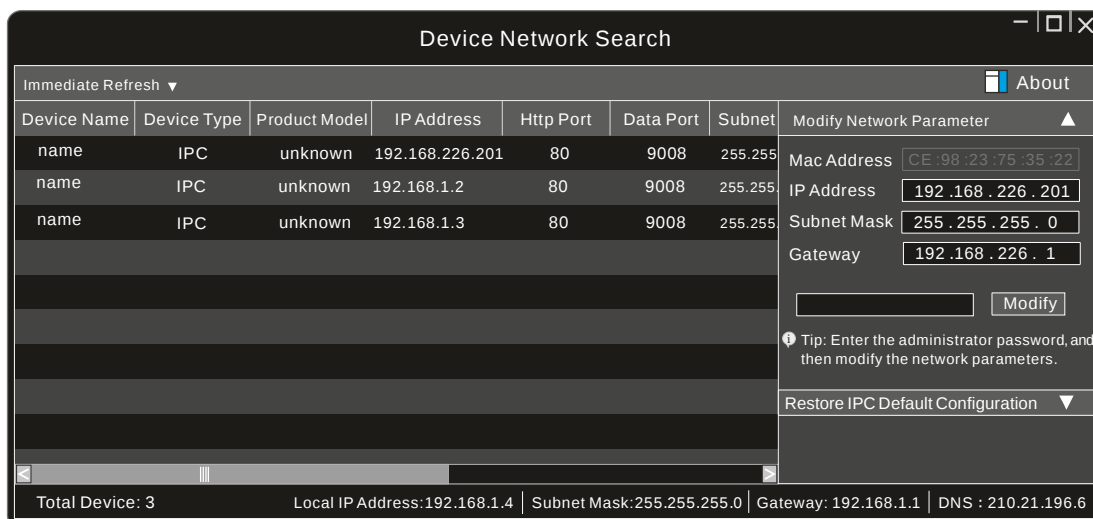 Device Network Search
Immediate Refresh ▼
About
Device Name Device Type Product Model IP Address Http Port Data Port Subnet
name IPC unknown 192.168.226.201 80 9008 255.255
name IPC unknown 192.168.1.2 80 9008 255.255.
name IPC unknown 192.168.1.3 80 9008 255.255.
Modify Network Parameter ▲
Mac Address CE:98:23:75:35:22
IP Address 192.168.226.201
Subnet Mask 255.255.255.0
Gateway 192.168.226.1
Modify
Tip: Enter the administrator password, and
then modify the network parameters.
Restore IPC Default Configuration ▼
Total Device: 3 Local IP Address:192.168.1.4 Subnet Mask:255.255.255.0 Gateway: 192.168.1.1 DNS : 210.21.196.6